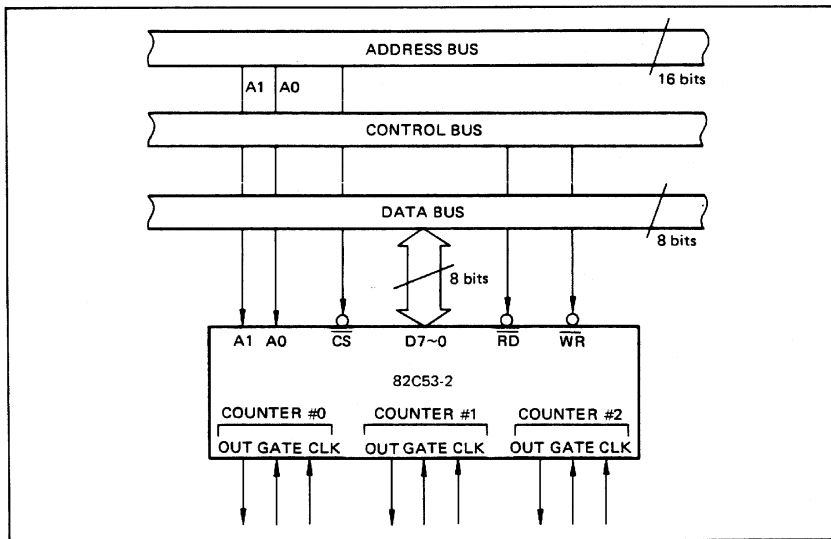 ADDRESS BUS
16 bits
A1 A0
CONTROL BUS
DATA BUS
8 bits
8 bits
A1 A0 CS D7~0 RD WR
82C53-2
COUNTER #0 COUNTER #1 COUNTER #2
OUT GATE CLK OUT GATE CLK OUT GATE CLK